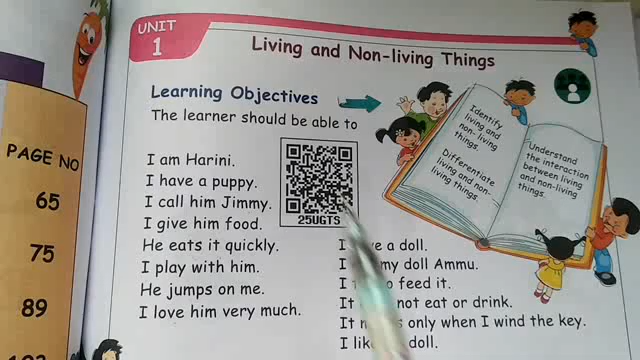 PAGE NO
65
75
89
UNIT
1
Living and Non-living Things
Learning Objectives
The learner should be able to
Identify
living and
non- living
things
Differentiate
living and non-
living things
Understand
the interaction
between living
and non-living
things.
I am Harini.
I have a puppy.
I call him Jimmy.
I give him food.
He eats it quickly.
I play with him.
He jumps on me.
I love him very much.
25UGTS
I a doll.
I my doll Ammu.
I feed it.
It not eat or drink.
It only when I wind the key.
I doll.